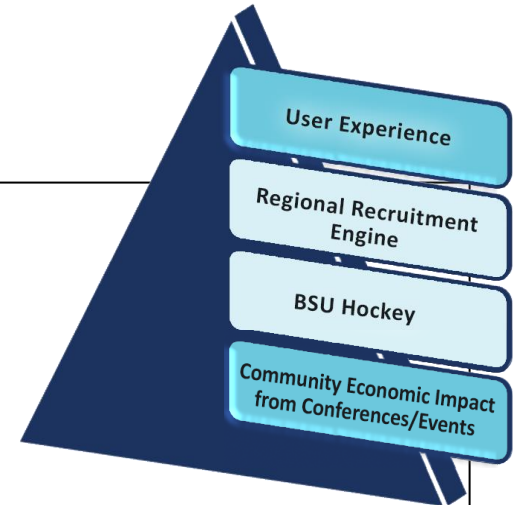 User Experience
Regional Recruitment
Engine
BSU Hockey
Community Economic Impact
from Conferences/Events